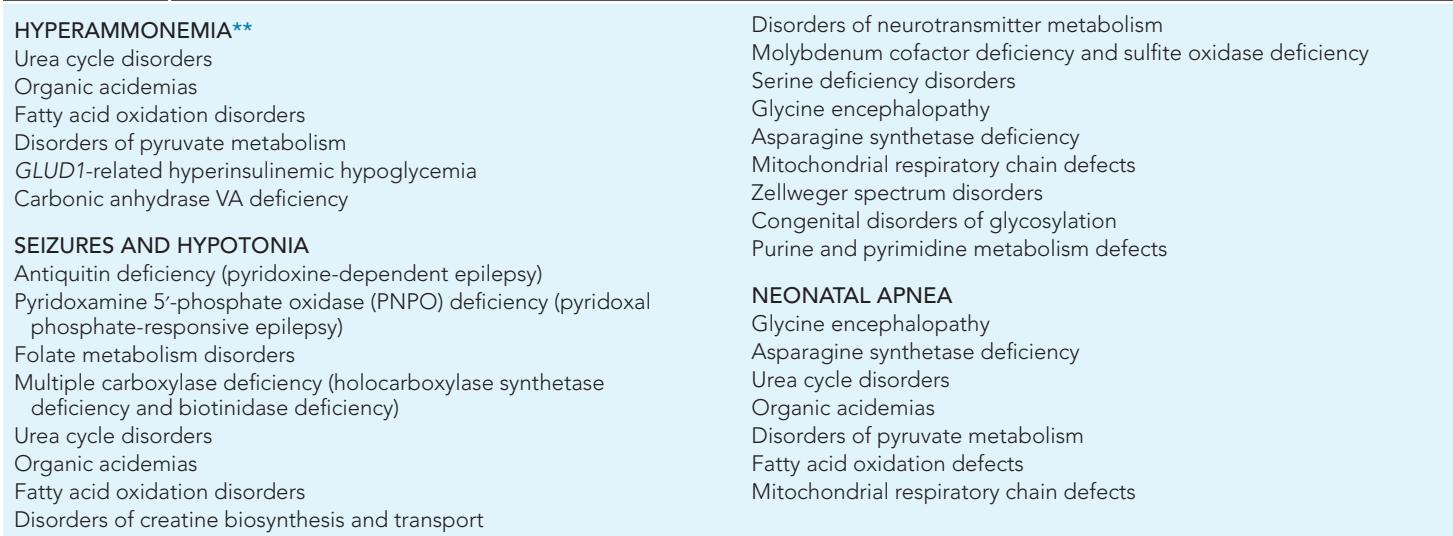 HYPERAMMONEMIA**
Urea cycle disorders
Organic acidemias
Fatty acid oxidation disorders
Disorders of pyruvate metabolism
GLUD1-related hyperinsulinemic hypoglycemia
Carbonic anhydrase VA deficiency
SEIZURES AND HYPOTONIA
Antiquitin deficiency (pyridoxine-dependent epilepsy)
Pyridoxamine 5′-phosphate oxidase (PNPO) deficiency (pyridoxal
phosphate-responsive epilepsy)
Folate metabolism disorders
Multiple carboxylase deficiency (holocarboxylase synthetase
deficiency and biotinidase deficiency)
Urea cycle disorders
Organic acidemias
Fatty acid oxidation disorders
Disorders of creatine biosynthesis and transport
Disorders of neurotransmitter metabolism
Molybdenum cofactor deficiency and sulfite oxidase deficiency
Serine deficiency disorders
Glycine encephalopathy
Asparagine synthetase deficiency
Mitochondrial respiratory chain defects
Zellweger spectrum disorders
Congenital disorders of glycosylation
Purine and pyrimidine metabolism defects
NEONATAL APNEA
Glycine encephalopathy
Asparagine synthetase deficiency
Urea cycle disorders
Organic acidemias
Disorders of pyruvate metabolism
Fatty acid oxidation defects
Mitochondrial respiratory chain defects